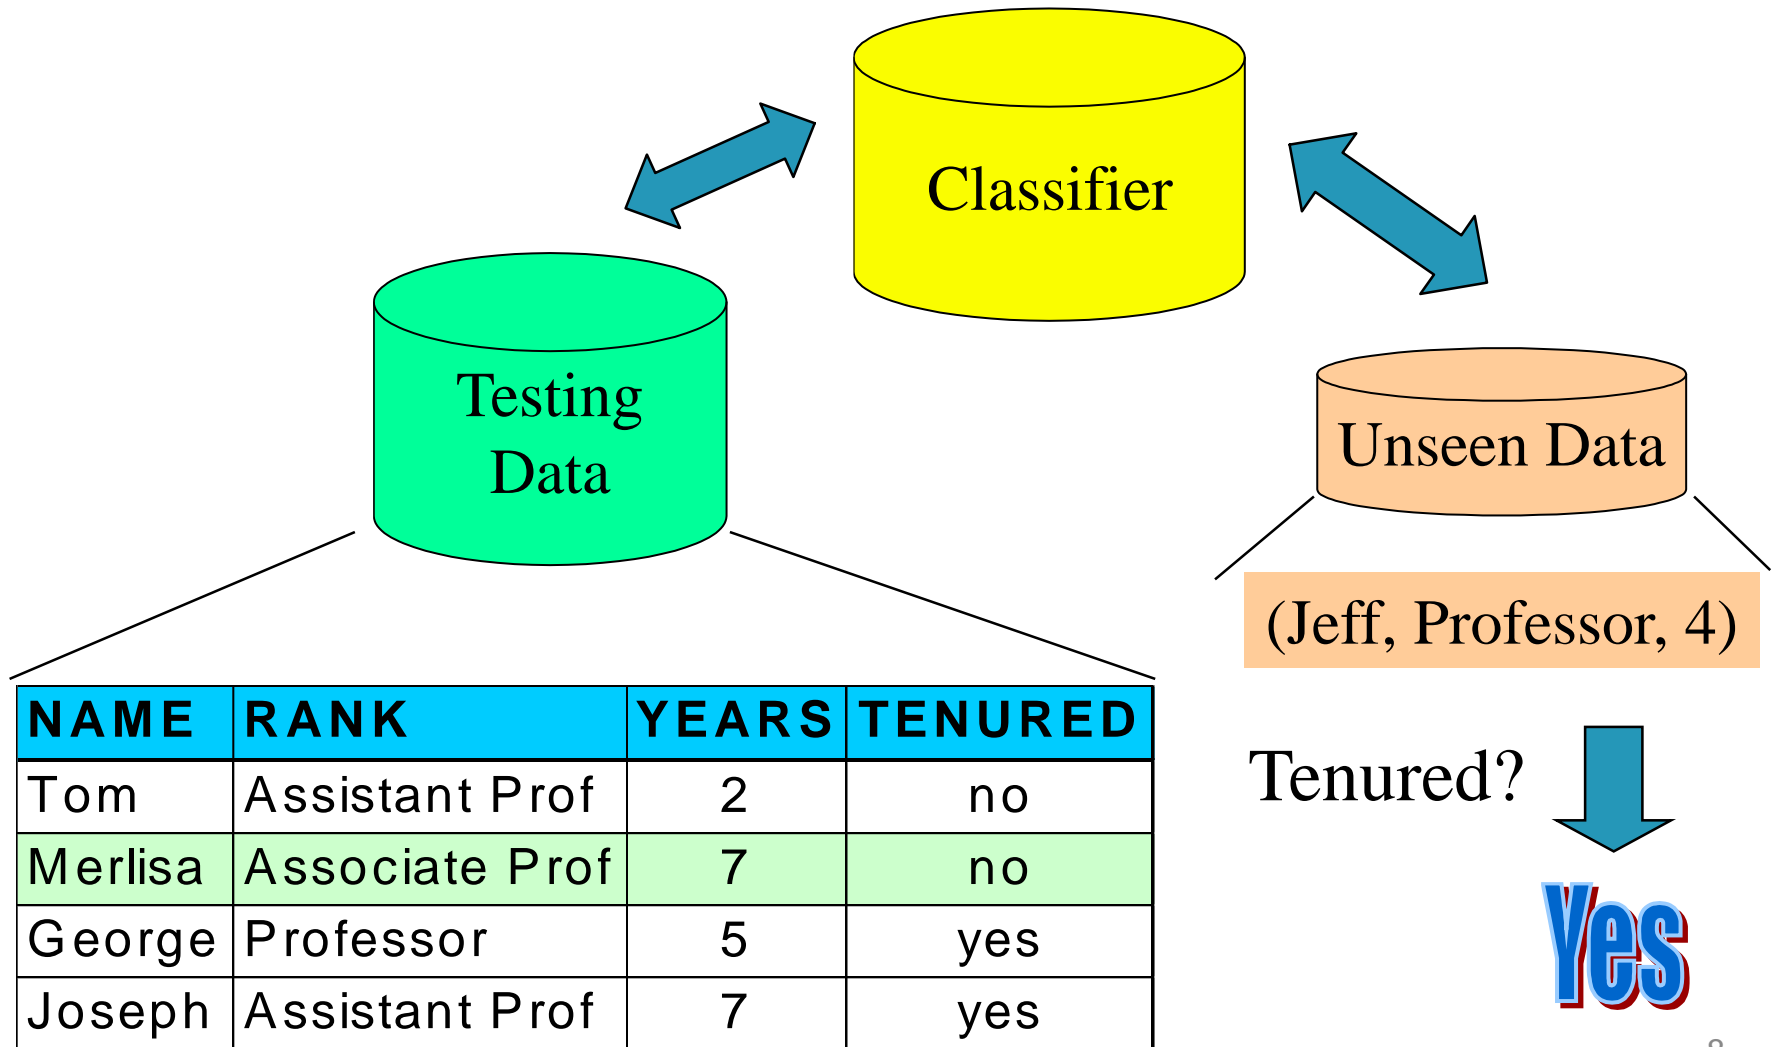 Classifier
Testing
Data
Unseen Data
(Jeff, Professor, 4)
NAME RANK YEARS TENURED
Tom Assistant Prof 2 no
Merlisa Associate Prof 7 no
George Professor 5 yes
Joseph Assistant Prof 7 yes
Tenured?
Yes